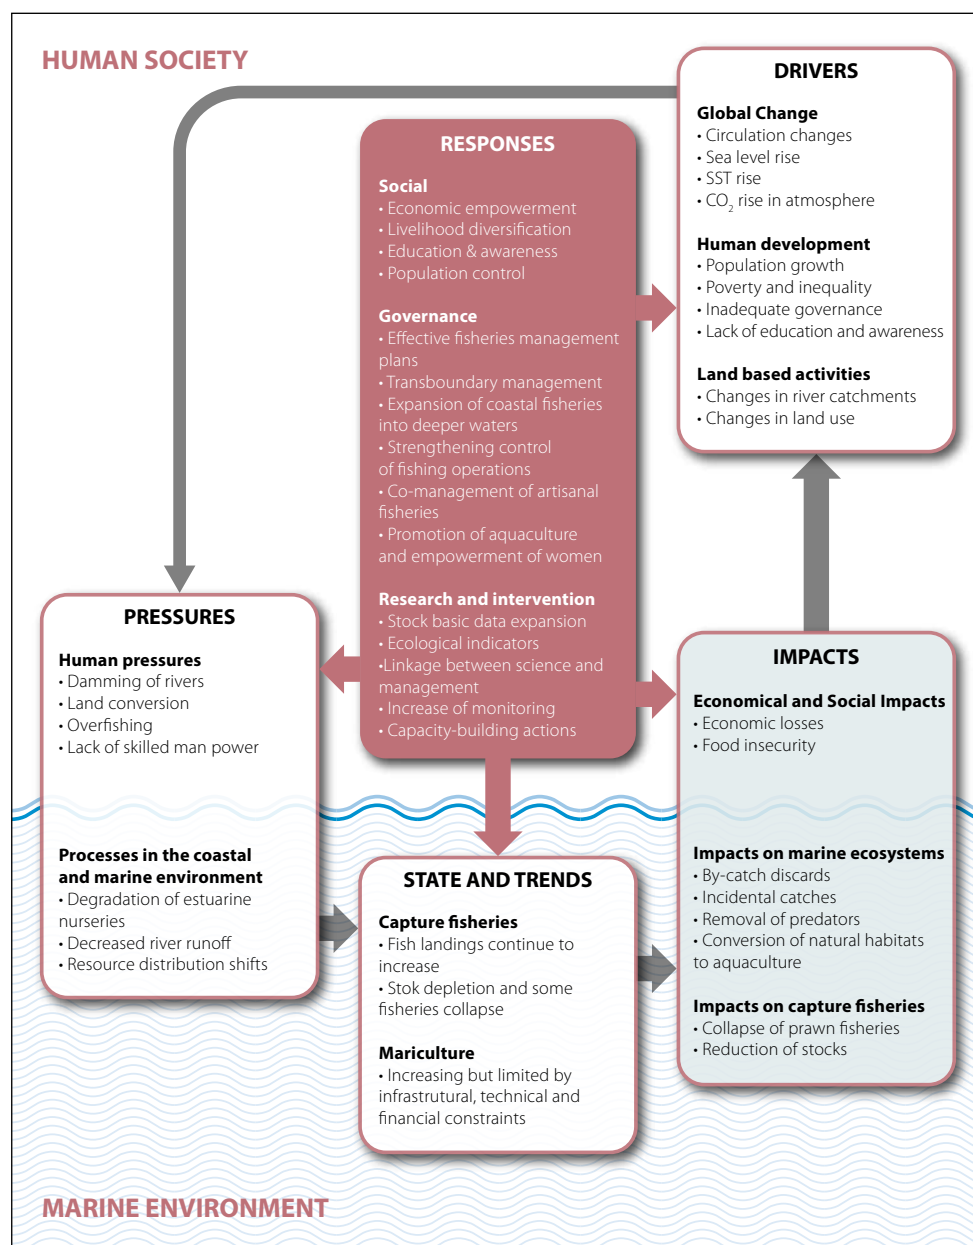 HUMAN SOCIETY
DRIVERS
Global Change
• Circulation changes
• Sea level rise
• SST rise
• CO2 rise in atmosphere
Human development
• Population growth
• Poverty and inequality
• Inadequate governance
• Lack of education and awareness
Land based activities
• Changes in river catchments
• Changes in land use
RESPONSES
Social
• Economic empowerment
• Livelihood diversification
• Education & awareness
• Population control
Governance
• Effective fisheries management
plans
• Transboundary management
• Expansion of coastal fisheries
into deeper waters
• Strengthening control
of fishing operations
• Co-management of artisanal
fisheries
• Promotion of aquaculture
and empowerment of women
Research and intervention
• Stock basic data expansion
• Ecological indicators
•Linkage between science and
management
• Increase of monitoring
• Capacity-building actions
PRESSURES
Human pressures
• Damming of rivers
• Land conversion
• Overfishing
• Lack of skilled man power
Processes in the coastal
and marine environment
• Degradation of estuarine
nurseries
• Decreased river runoff
• Resource distribution shifts
STATE AND TRENDS
Capture fisheries
• Fish landings continue to
increase
• Stok depletion and some
fisheries collapse
Mariculture
• Increasing but limited by
infrastrutural, technical and
financial constraints
IMPACTS
Economical and Social Impacts
• Economic losses
• Food insecurity
Impacts on marine ecosystems
• By-catch discards
• Incidental catches
• Removal of predators
• Conversion of natural habitats
to aquaculture
Impacts on capture fisheries
• Collapse of prawn fisheries
• Reduction of stocks
MARINE ENVIRONMENT